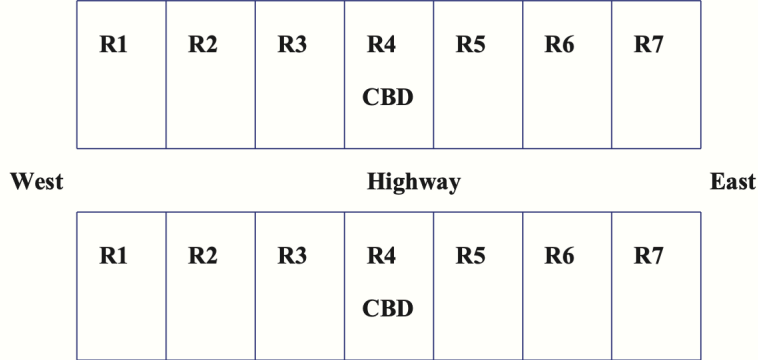 R1 R2 R3 R4 R5 R6 R7
CBD
West Highway East
R1 R2 R3 R4 R5 R6 R7
CBD